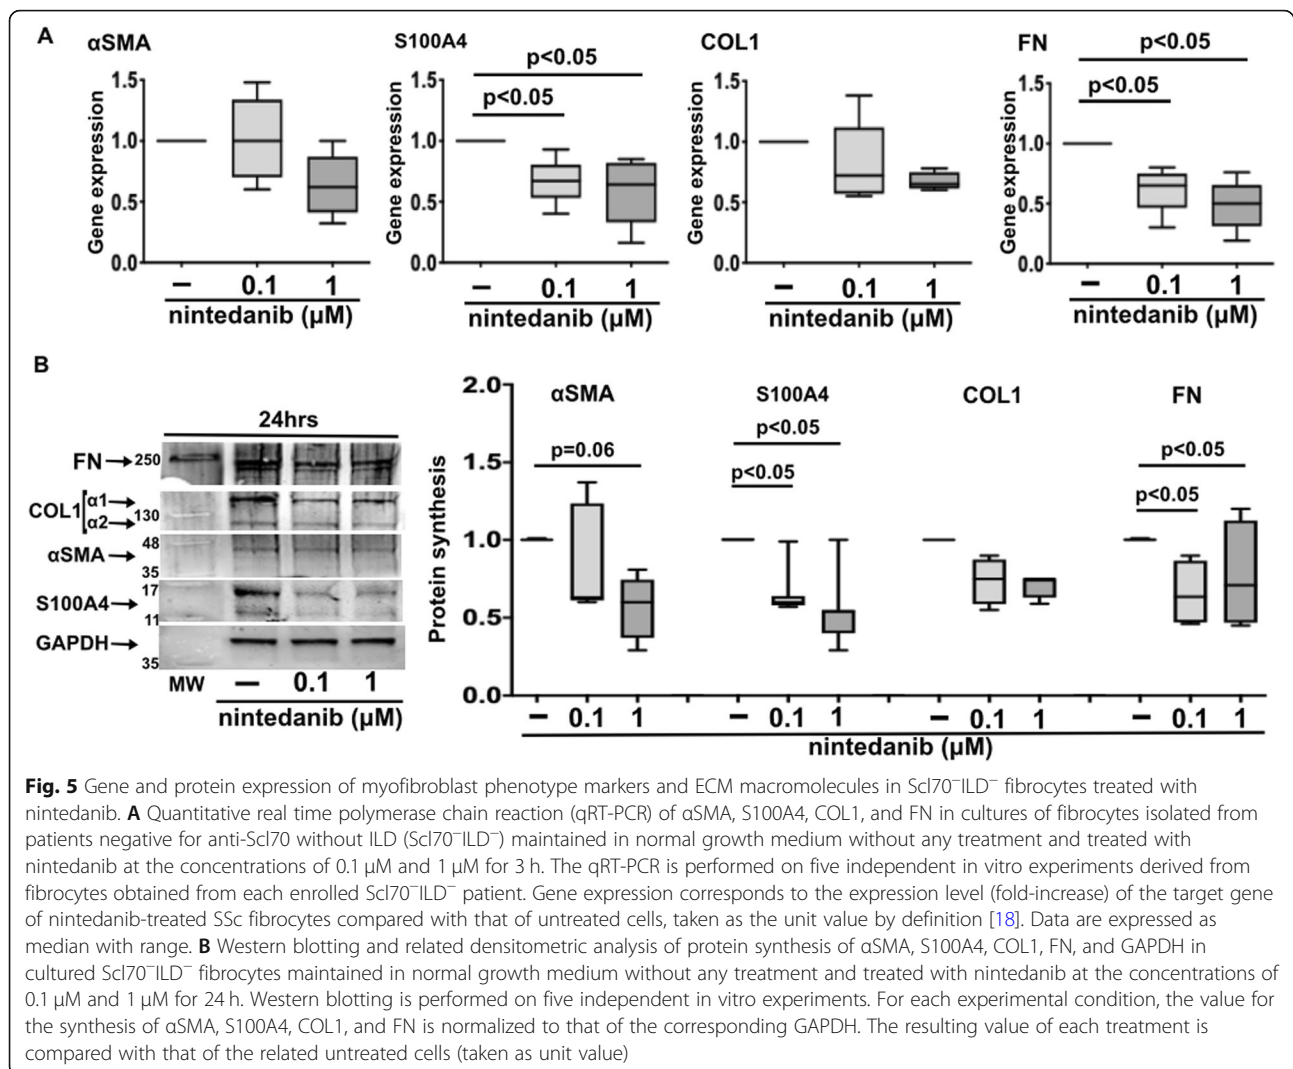 A
αSMA
S100A4
COL1
FN
p<0.05
p<0.05
p<0.05
p<0.05
Gene expression
1.5
1.0
0.5
0.0
– 0.1 1
nintedanib (µM)
Gene expression
1.5
1.0
0.5
0.0
– 0.1 1
nintedanib (µM)
Gene expression
1.5
1.0
0.5
0.0
– 0.1 1
nintedanib (µM)
Gene expression
1.5
1.0
0.5
0.0
– 0.1 1
nintedanib (µM)
B
24hrs
FN 250
COL1 α1
α2 130
αSMA 48
35
S100A4 17
11
GAPDH
35
MW – 0.1 1
nintedanib (µM)
Protein synthesis
2.0
1.5
1.0
0.5
0.0
αSMA
S100A4
COL1
FN
p=0.06
p<0.05
p<0.05
p<0.05
p<0.05
– 0.1 1 – 0.1 1 – 0.1 1 – 0.1 1
nintedanib (µM)
Fig. 5 Gene and protein expression of myofibroblast phenotype markers and ECM macromolecules in Scl70⁻ILD⁻ fibrocytes treated with
nintedanib. A Quantitative real time polymerase chain reaction (qRT-PCR) of αSMA, S100A4, COL1, and FN in cultures of fibrocytes isolated from
patients negative for anti-Scl70 without ILD (Scl70⁻ILD⁻) maintained in normal growth medium without any treatment and treated with
nintedanib at the concentrations of 0.1 µM and 1 µM for 3 h. The qRT-PCR is performed on five independent in vitro experiments derived from
fibrocytes obtained from each enrolled Scl70⁻ILD⁻ patient. Gene expression corresponds to the expression level (fold-increase) of the target gene
of nintedanib-treated SSc fibrocytes compared with that of untreated cells, taken as the unit value by definition [18]. Data are expressed as
median with range. B Western blotting and related densitometric analysis of protein synthesis of αSMA, S100A4, COL1, FN, and GAPDH in
cultured Scl70⁻ILD⁻ fibrocytes maintained in normal growth medium without any treatment and treated with nintedanib at the concentrations of
0.1 µM and 1 µM for 24 h. Western blotting is performed on five independent in vitro experiments. For each experimental condition, the value for
the synthesis of αSMA, S100A4, COL1, and FN is normalized to that of the corresponding GAPDH. The resulting value of each treatment is
compared with that of the related untreated cells (taken as unit value)